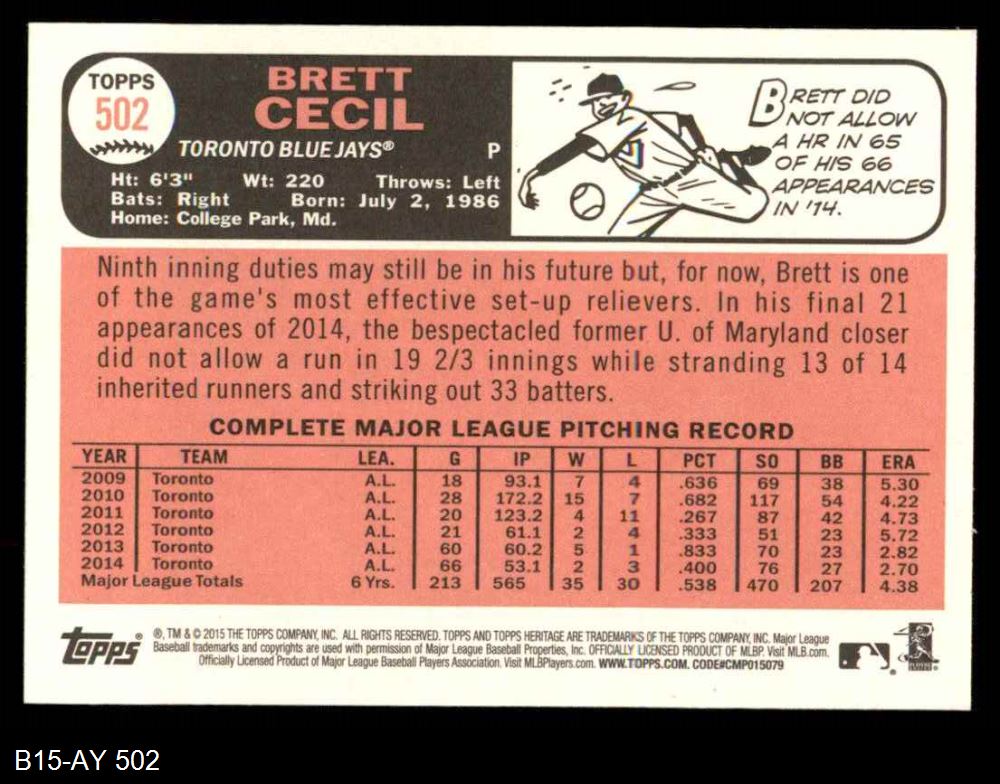 TOPPS
502
BRETT
CECIL
TORONTO BLUE JAYS® P
Ht: 6'3" Wt: 220 Throws: Left
Bats: Right Born: July 2, 1986
Home: College Park, Md.
BRETT DID
NOT ALLOW
A HR IN 65
OF HIS 66
APPEARANCES
IN '14.
Ninth inning duties may still be in his future but, for now, Brett is one
of the game's most effective set-up relievers. In his final 21
appearances of 2014, the bespectacled former U. of Maryland closer
did not allow a run in 19 2/3 innings while stranding 13 of 14
inherited runners and striking out 33 batters.
COMPLETE MAJOR LEAGUE PITCHING RECORD
YEAR TEAM LEA. G IP W L PCT SO BB ERA
2009 Toronto A.L. 18 93.1 7 4 .636 69 38 5.30
2010 Toronto A.L. 28 172.2 15 7 .682 117 54 4.22
2011 Toronto A.L. 20 123.2 4 11 .267 87 42 4.73
2012 Toronto A.L. 21 61.1 2 4 .333 51 23 5.72
2013 Toronto A.L. 60 60.2 5 1 .833 70 23 2.82
2014 Toronto A.L. 66 53.1 2 3 .400 76 27 2.70
Major League Totals 6 Yrs. 213 565 35 30 .538 470 207 4.38
topps®
®, TM & © 2015 THE TOPPS COMPANY, INC. ALL RIGHTS RESERVED. TOPPS AND TOPPS HERITAGE ARE TRADEMARKS OF THE TOPPS COMPANY, INC. Major League
Baseball trademarks and copyrights are used with permission of Major League Baseball Properties, Inc. OFFICIALLY LICENSED PRODUCT OF MLBP. Visit MLB.com.
Officially Licensed Product of Major League Baseball Players Association. Visit MLBPlayers.com. WWW.TOPPS.COM. CODE#CMP015079
B15-AY 502